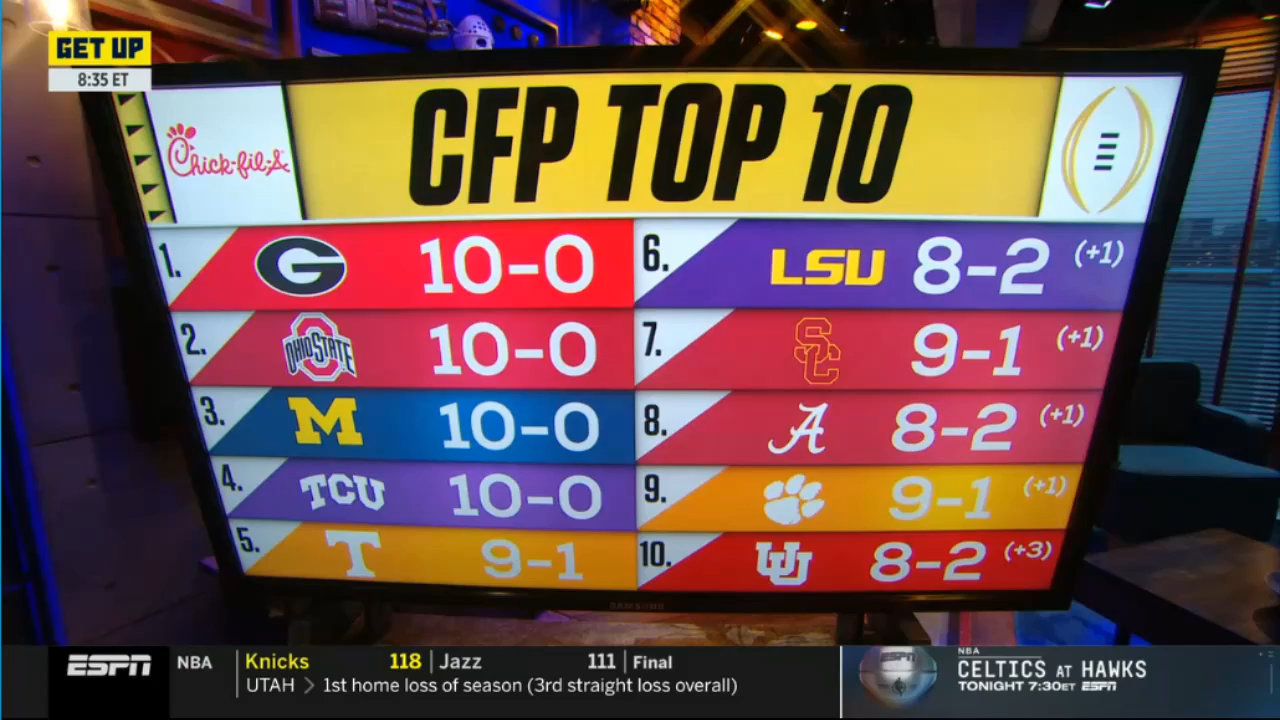 GET UP
8:35 ET
Chick-fil-A
CFP TOP 10
1. G 10-0
2. OHIO STATE 10-0
3. M 10-0
4. TCU 10-0
5. T 9-1
6. LSU 8-2 (+1)
7. SC 9-1 (+1)
8. A 8-2 (+1)
9. 9-1 (+1)
10. UU 8-2 (+3)
SAMSUNG
ESPN NBA Knicks 118 Jazz 111 Final
UTAH > 1st home loss of season (3rd straight loss overall)
ESPN
NBA
CELTICS AT HAWKS
TONIGHT 7:30ET ESPN